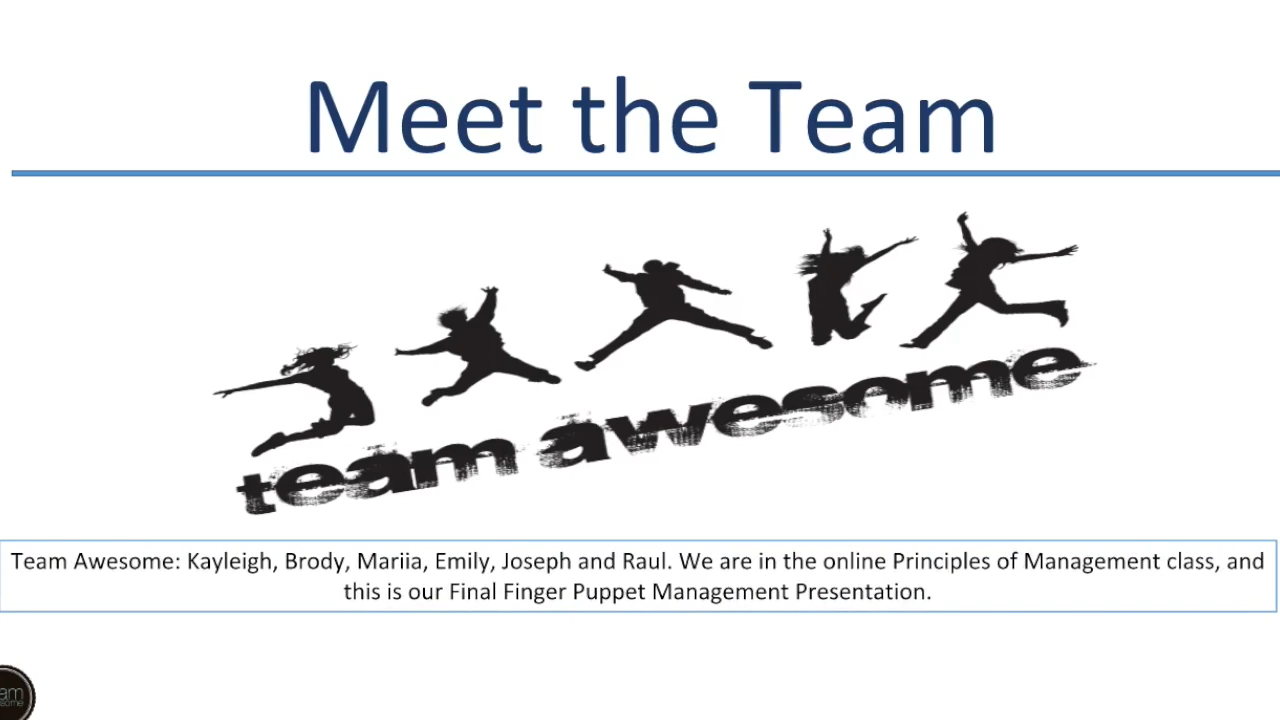 Meet the Team
team awesome
Team Awesome: Kayleigh, Brody, Mariia, Emily, Joseph and Raul. We are in the online Principles of Management class, and
this is our Final Finger Puppet Management Presentation.